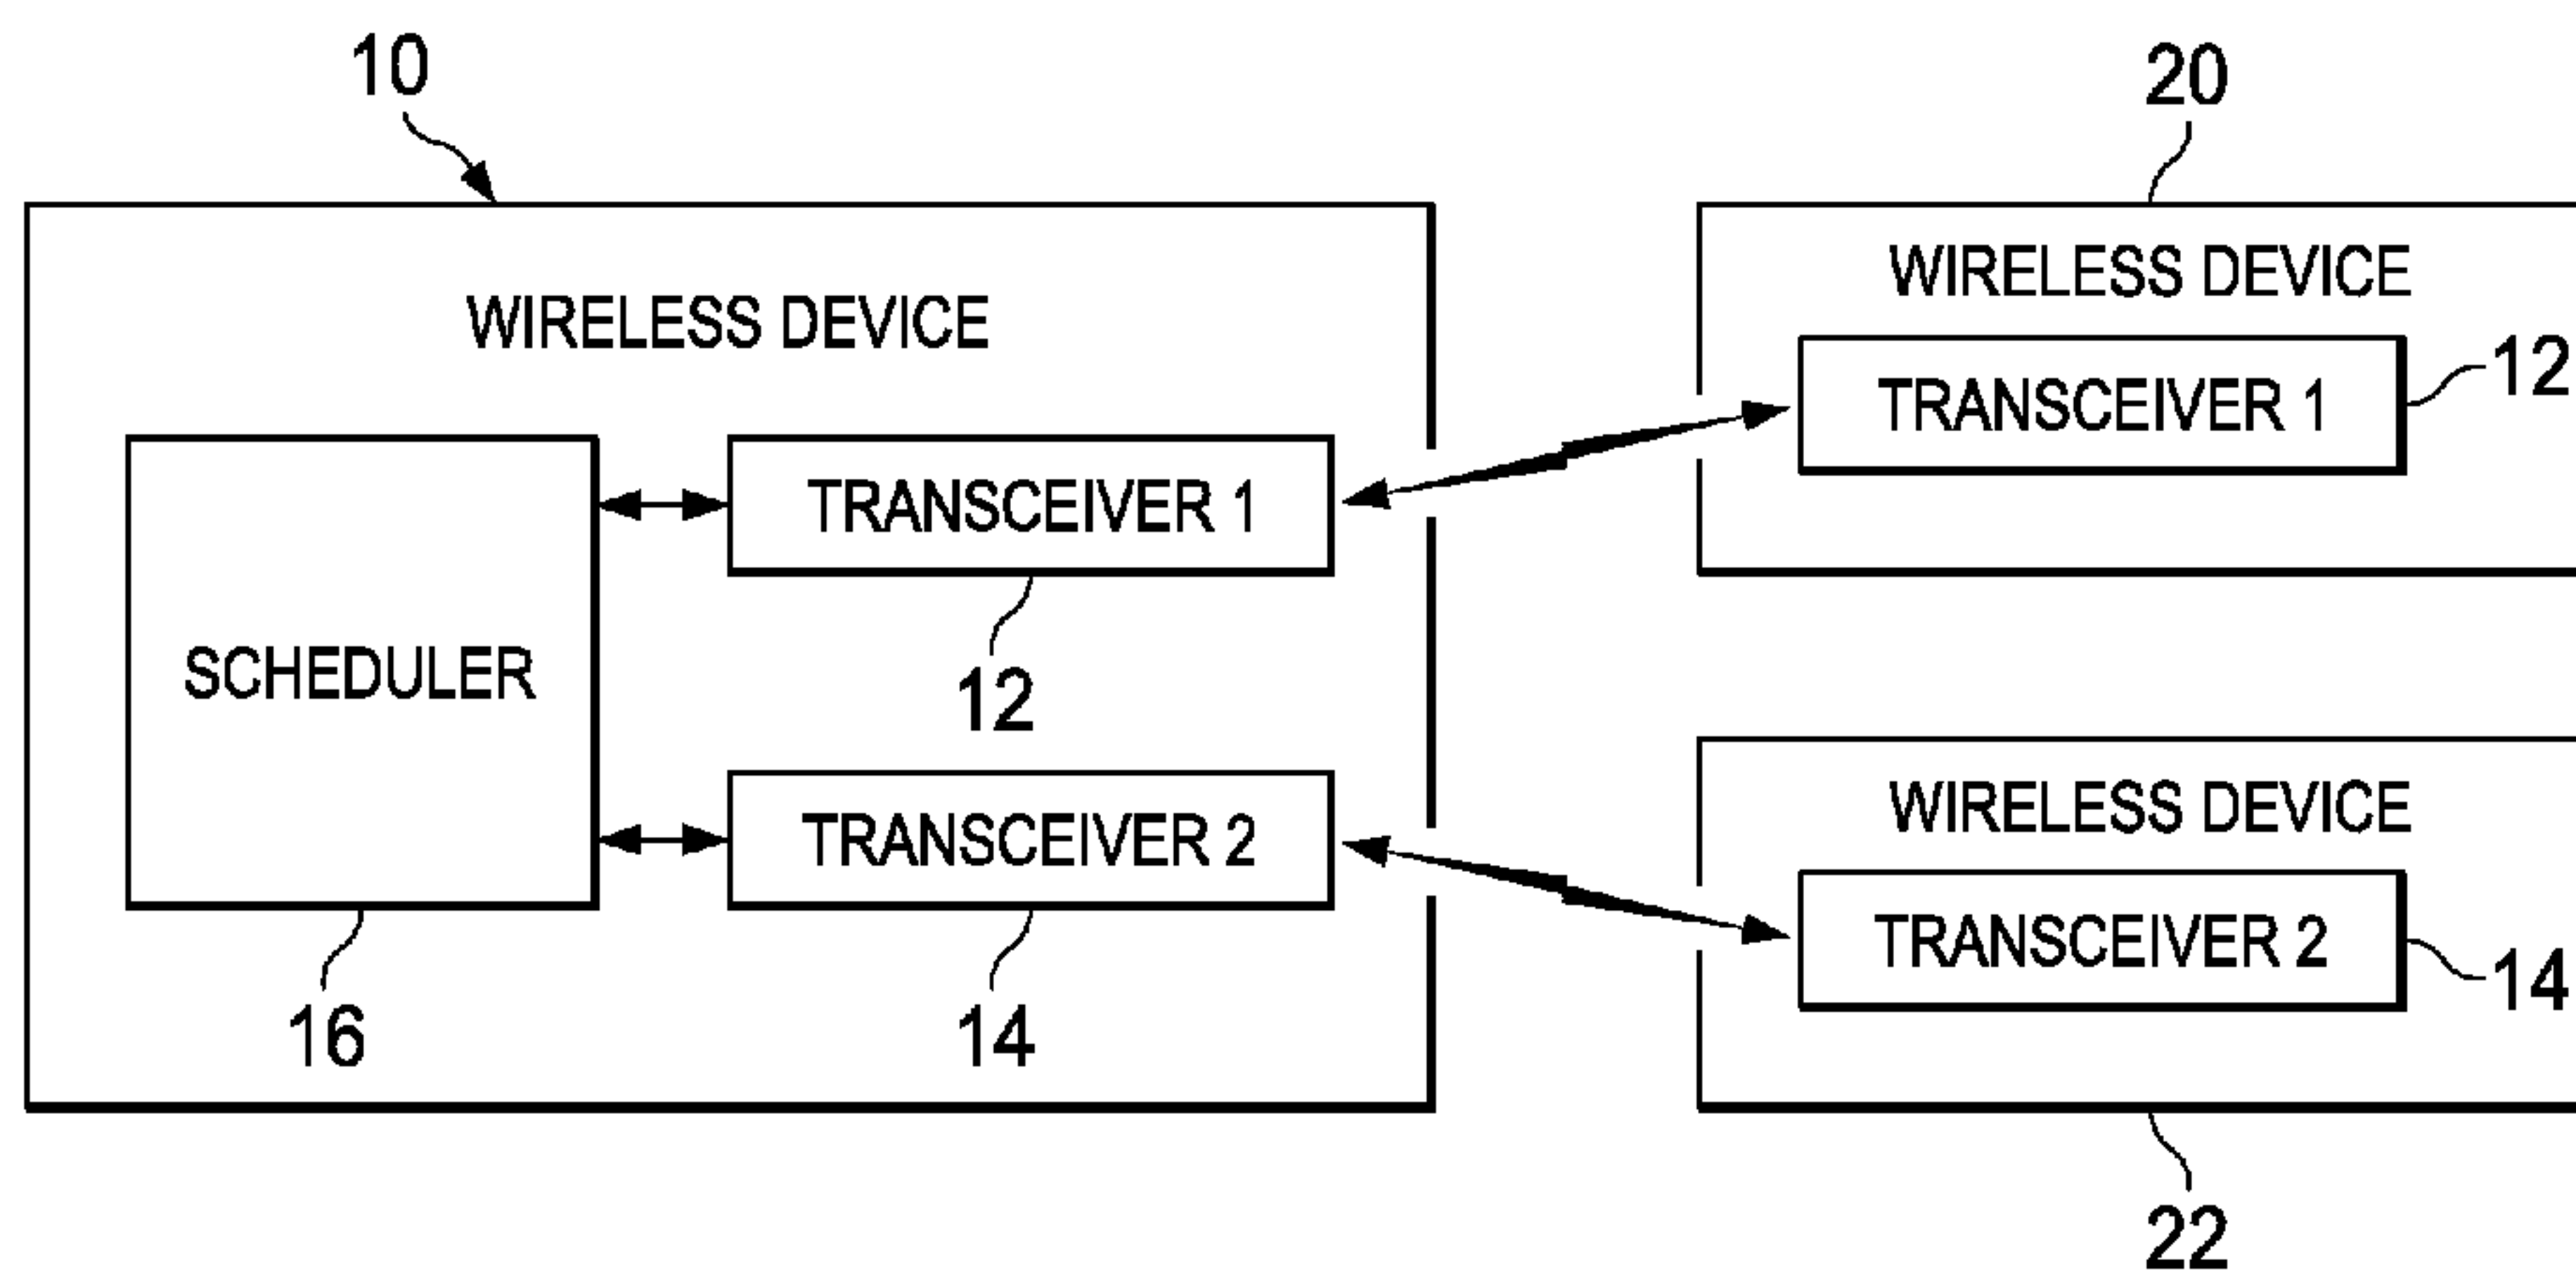 10
20
WIRELESS DEVICE
WIRELESS DEVICE
TRANSCEIVER 1
12
TRANSCEIVER 1
SCHEDULER
12
WIRELESS DEVICE
TRANSCEIVER 2
TRANSCEIVER 2
14
16
14
22